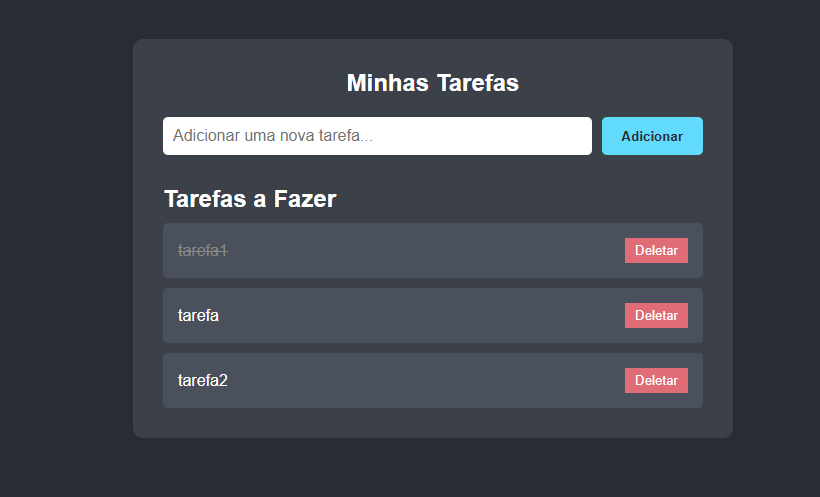 Minhas Tarefas
Adicionar uma nova tarefa... Adicionar
Tarefas a Fazer
tarefa1 Deletar
tarefa Deletar
tarefa2 Deletar